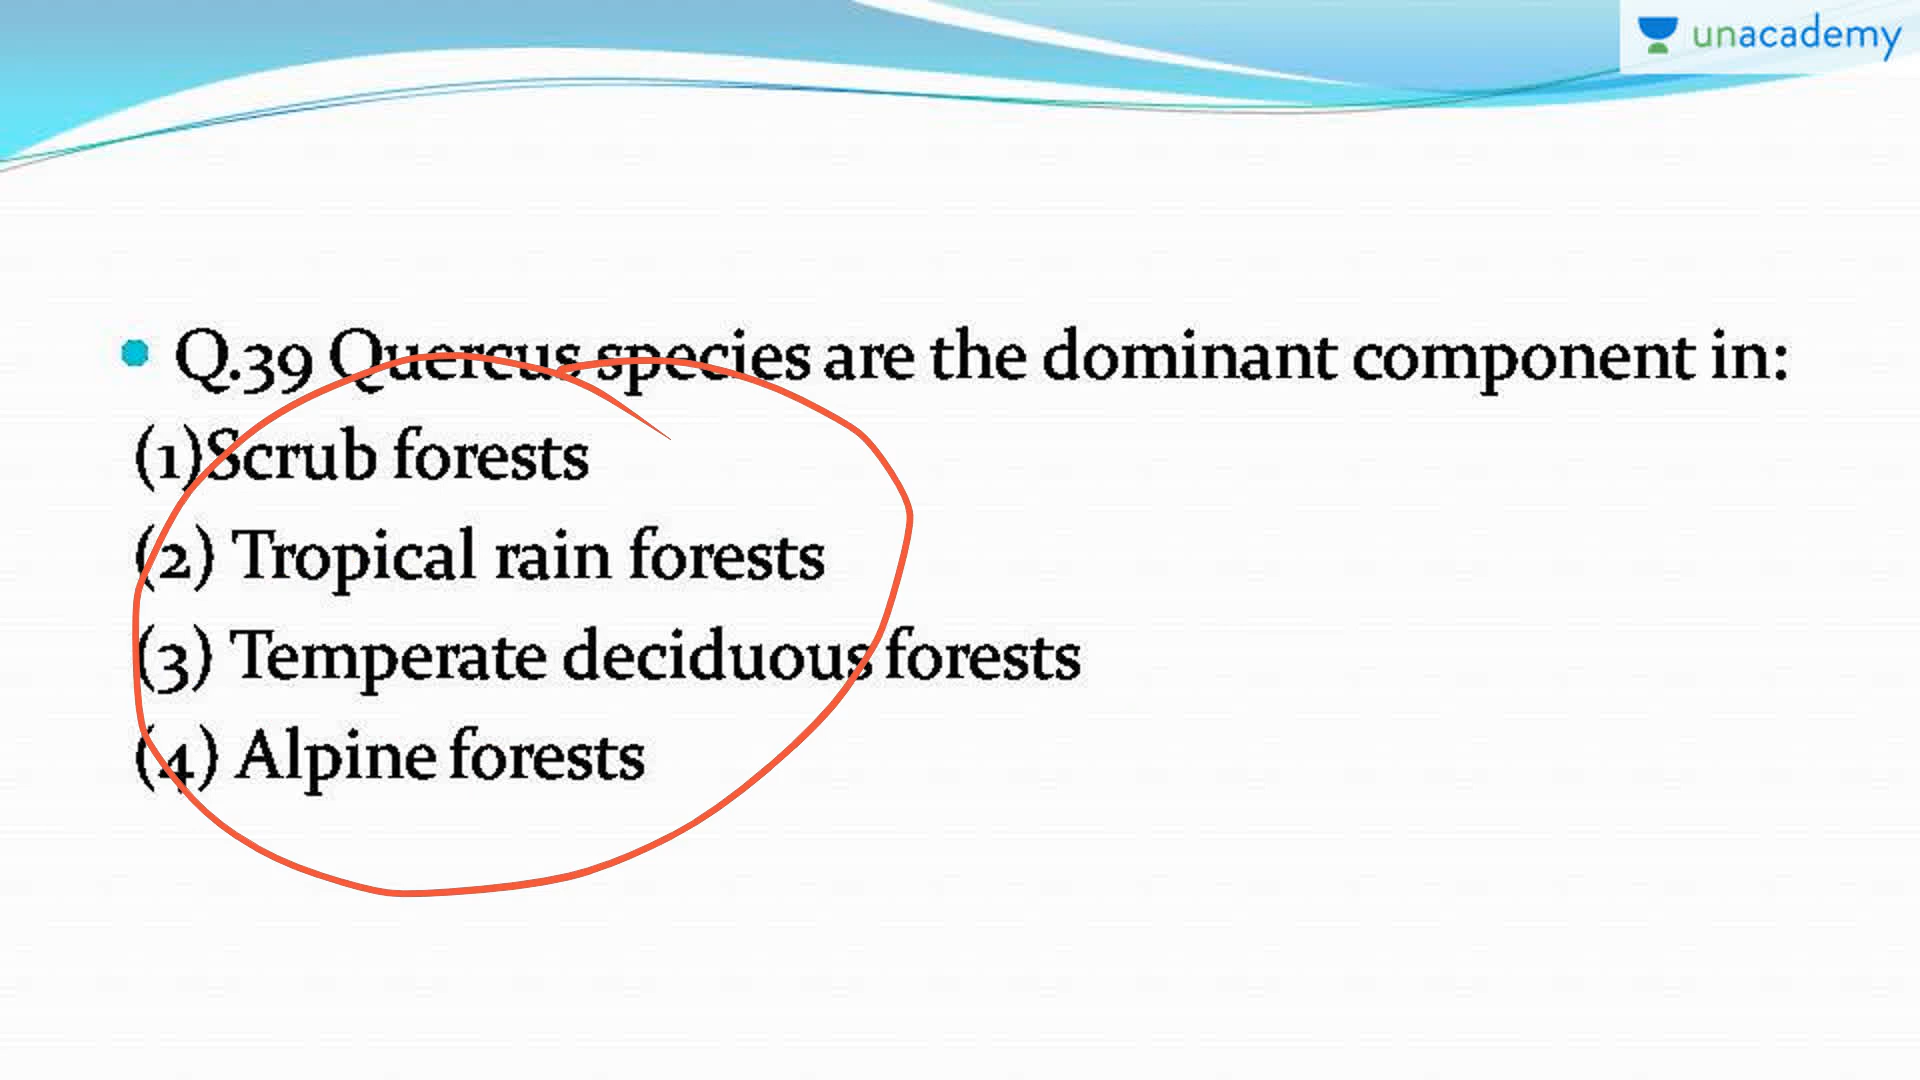 unacademy
Q.39 Quercus species are the dominant component in:
(1)Scrub forests
(2) Tropical rain forests
(3) Temperate deciduous forests
(4) Alpine forests